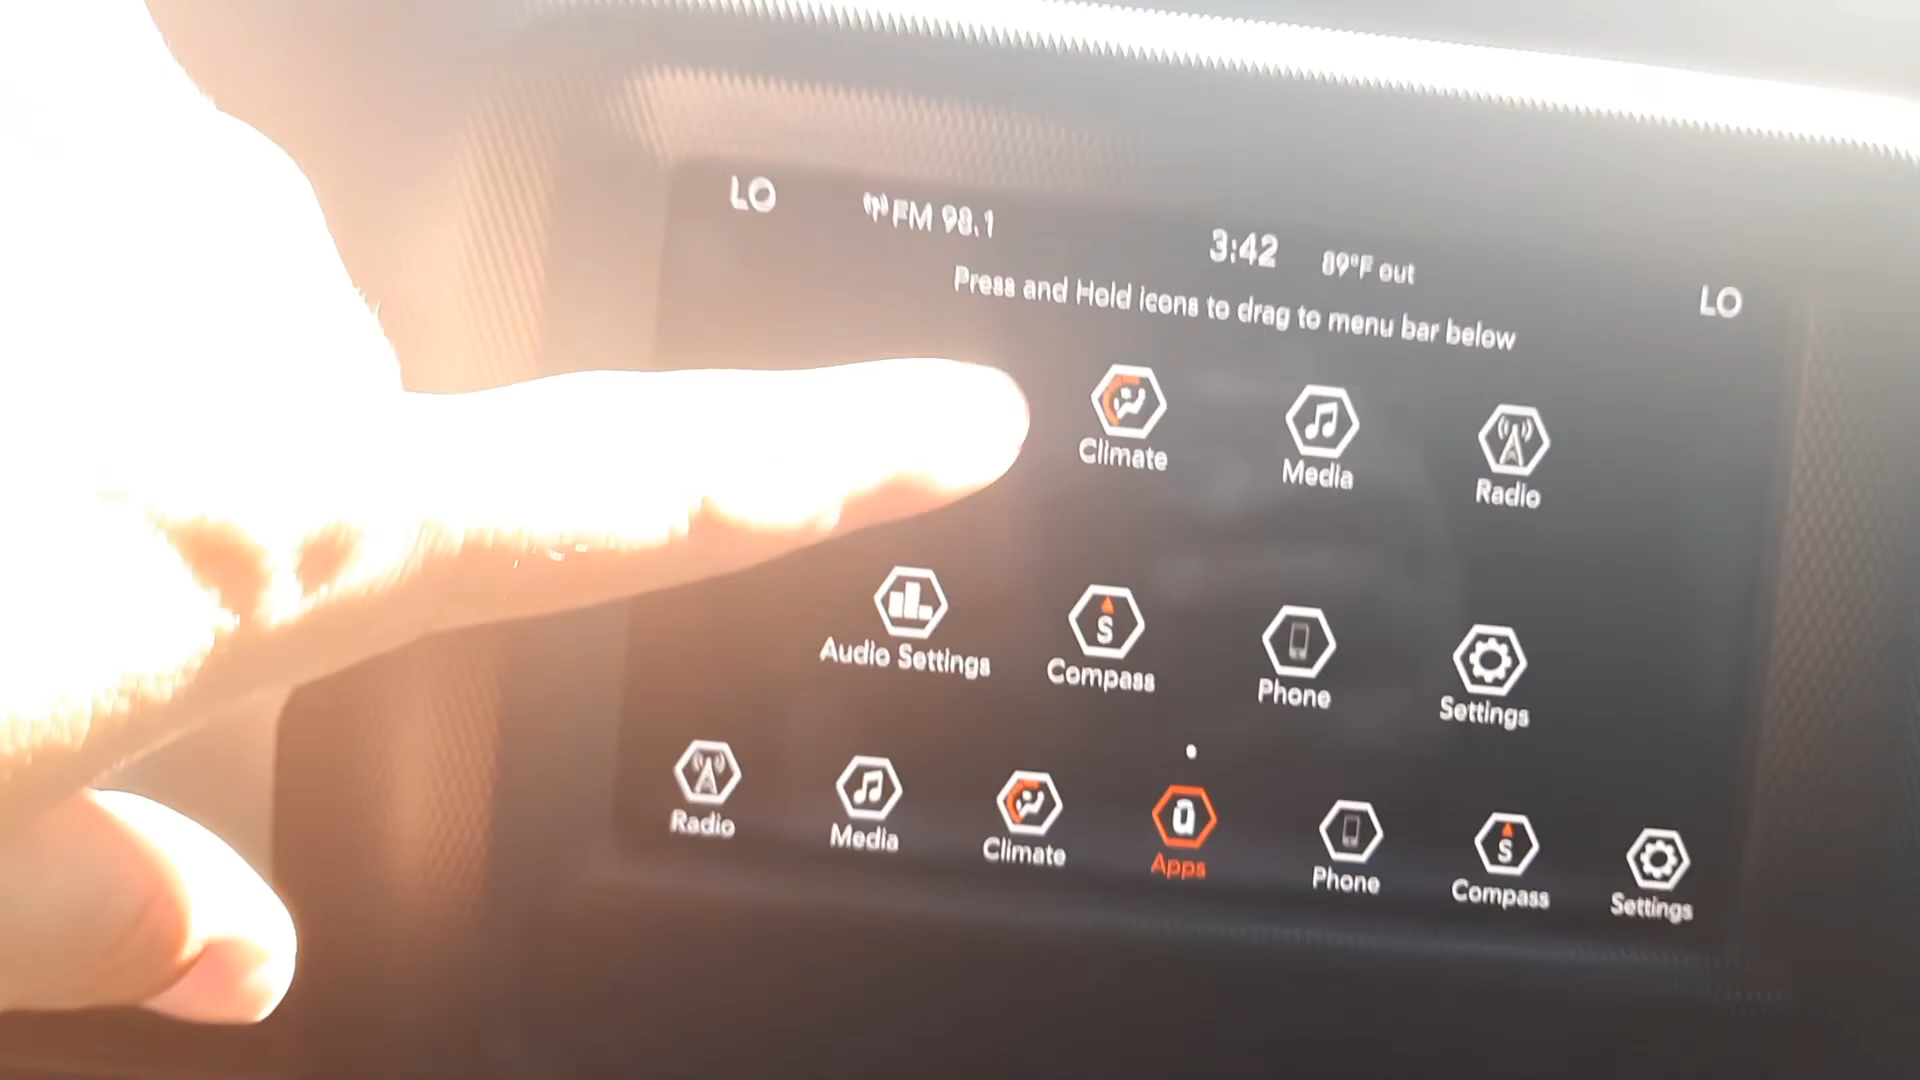 LO FM 98.1 3:42 89°F out LO
Press and Hold icons to drag to menu bar below
Climate Media Radio
Audio Settings S Compass Phone Settings
Radio Media Climate Apps Phone S Compass Settings